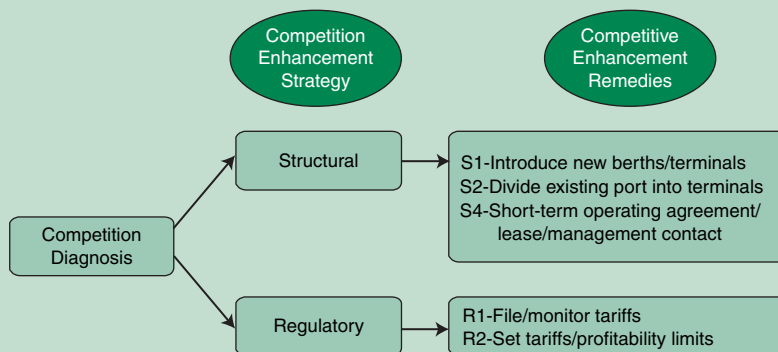 Competition
Enhancement
Strategy
Competitive
Enhancement
Remedies
Competition
Diagnosis
Structural
S1-Introduce new berths/terminals
S2-Divide existing port into terminals
S4-Short-term operating agreement/
lease/management contact
Regulatory
R1-File/monitor tariffs
R2-Set tariffs/profitability limits